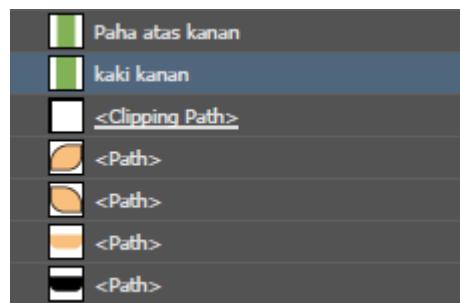 Paha atas kanan
kaki kanan
<Clipping Path>
<Path>
<Path>
<Path>
<Path>